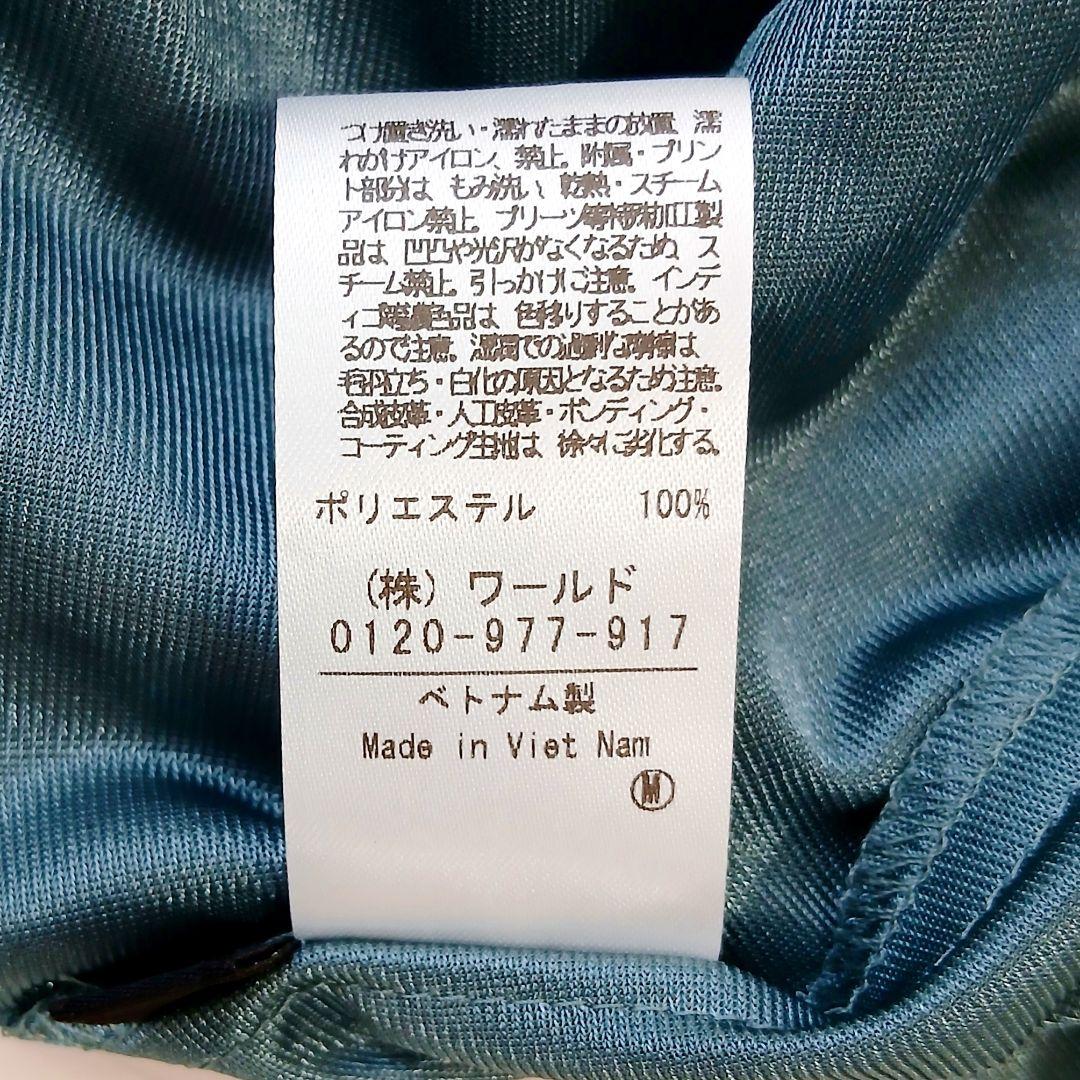 つけ置き洗い・濡れたままの放置、濡
れがけアイロン、禁止。附属・プリン
ト部分は、もみ洗い、乾熱・スチーム
アイロン禁止。プリーツ等特殊加工製
品は、凹凸や光沢がなくなるため、ス
チーム禁止。引っかけに注意。インデ
ィゴ等濃色品は、色移りすることがあ
るので注意。湿潤での過剰な摩擦は
毛羽立ち・白化の原因となるため注意。
合成皮革・人工皮革・ボンディング・
コーティング生地は、徐々に劣化する。
ポリエステル 100%
(株) ワールド
0120-977-917
ベトナム製
Made in Viet Nam
M